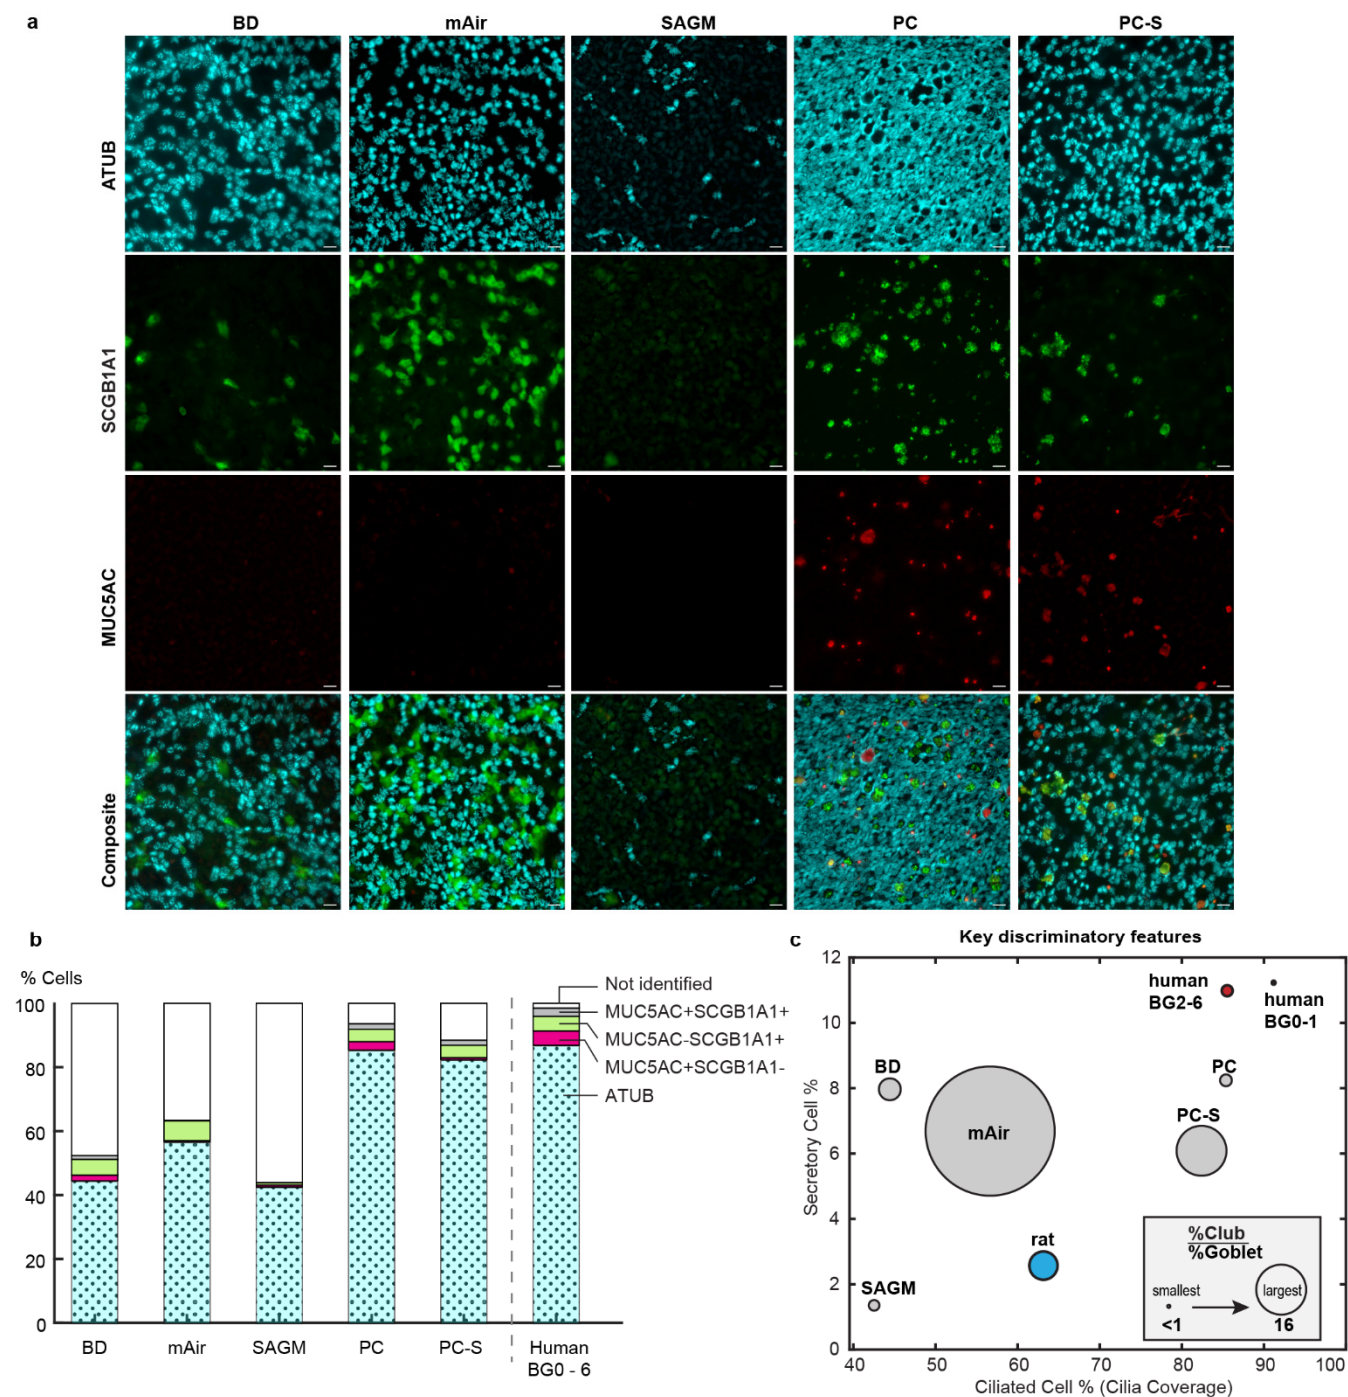 a
BD
mAir
SAGM
PC
PC-S
ATUB
SCGB1A1
MUC5AC
Composite
b
% Cells
100
80
60
40
20
0
BD
mAir
SAGM
PC
PC-S
Human
BG0 - 6
Not identified
MUC5AC+SCGB1A1+
MUC5AC-SCGB1A1+
MUC5AC+SCGB1A1-
ATUB
c
Key discriminatory features
Secretory Cell %
12
10
8
6
4
2
0
40
50
60
70
80
90
100
Ciliated Cell % (Cilia Coverage)
human
BG2-6
human
BG0-1
BD
PC
mAir
PC-S
rat
SAGM
%Club
%Goblet
smallest
largest
<1
16